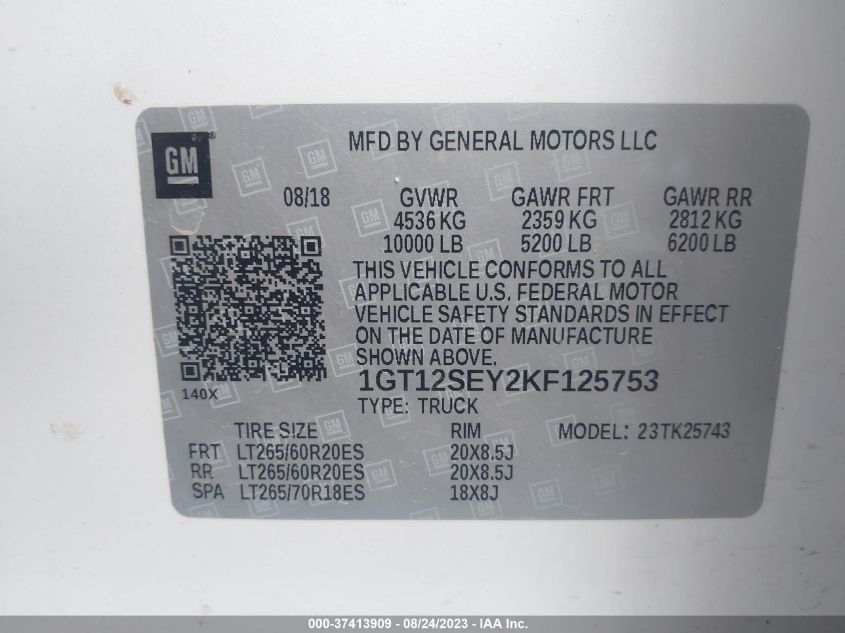 GM
MFD BY GENERAL MOTORS LLC
08/18 GVWR GAWR FRT GAWR RR
4536 KG 2359 KG 2812 KG
10000 LB 5200 LB 6200 LB
THIS VEHICLE CONFORMS TO ALL
APPLICABLE U.S. FEDERAL MOTOR
VEHICLE SAFETY STANDARDS IN EFFECT
ON THE DATE OF MANUFACTURE
SHOWN ABOVE.
1GT12SEY2KF125753
140X
TYPE: TRUCK
TIRE SIZE RIM MODEL: 23TK25743
FRT LT265/60R20ES 20X8.5J
RR LT265/60R20ES 20X8.5J
SPA LT265/70R18ES 18X8J
000-37413909 - 08/24/2023 - IAA Inc.